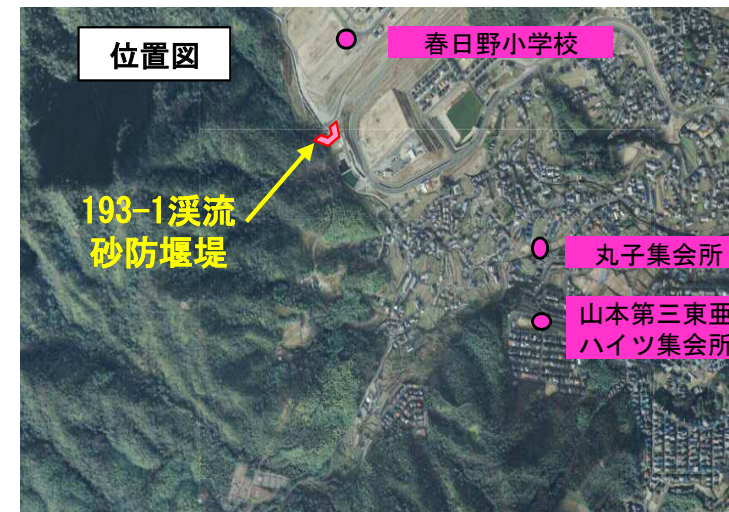 位置図
春日野小学校
193-1渓流
砂防堰堤
丸子集会所
山本第三東亜
ハイツ集会所